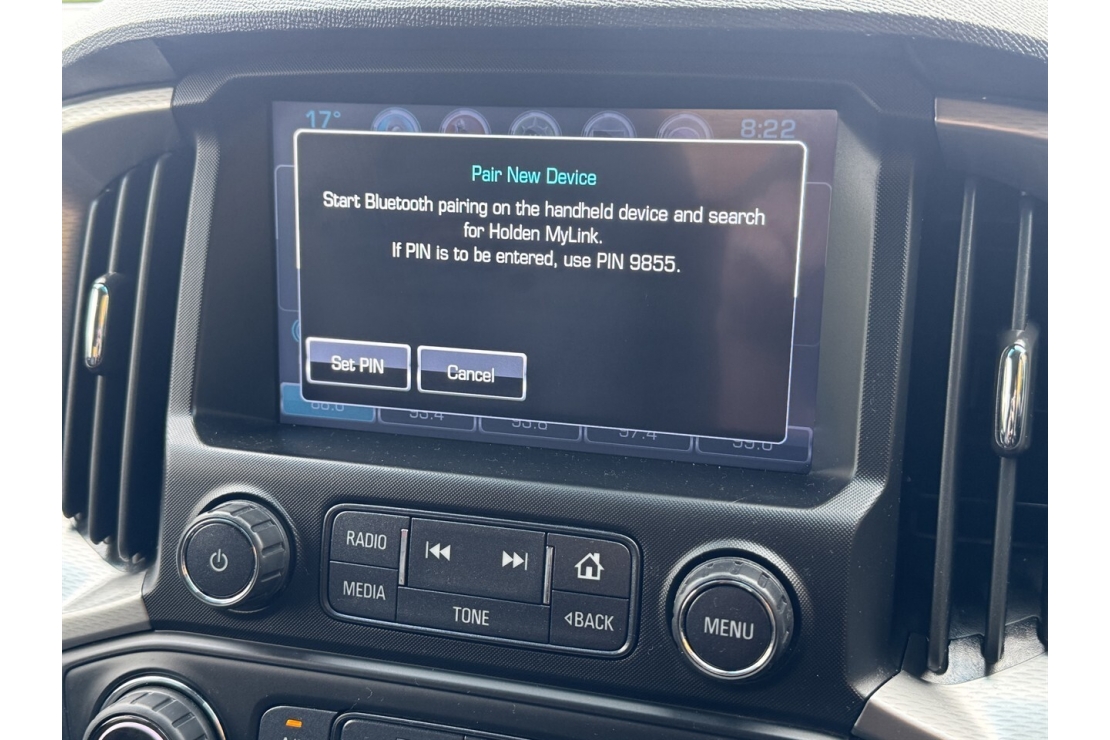 17° 8:22
Pair New Device
Start Bluetooth pairing on the handheld device and search
for Holden MyLink.
If PIN is to be entered, use PIN 9855.
Set PIN Cancel
RADIO
MEDIA
TONE
BACK
MENU